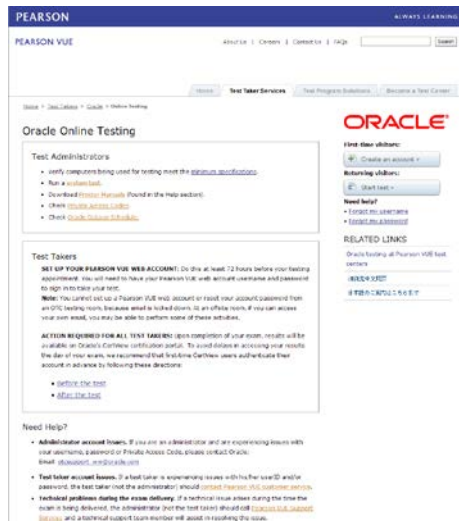 PEARSON
ALWAYS LEARNING
PEARSON VUE
About Us | Careers | Contact Us | FAQs
Search
Home
Test Taker Services
Test Program Solutions
Become a Test Center
Home > Test Takers > Oracle > Online Testing
Oracle Online Testing
Test Administrators
• Verify computers being used for testing meet the minimum specifications.
• Run a system test.
• Download Proctor Manuals (found in the Help section).
• Check Private Access Codes.
• Check Oracle Outage Schedule.
Test Takers
SET UP YOUR PEARSON VUE WEB ACCOUNT: Do this at least 72 hours before your testing
appointment. You will need to have your Pearson VUE web account username and password
to sign in to take your test.
Note: You cannot set up a Pearson VUE web account or reset your account password from
an OTC testing room, because email is locked down. At an offsite room, if you can access
your own email, you may be able to perform some of these activities.
ACTION REQUIRED FOR ALL TEST TAKERS: Upon completion of your exam, results will be
available on Oracle's CertView certification portal. To avoid delays in accessing your results
the day of your exam, we recommend that first-time CertView users authenticate their
account in advance by following these directions:
• Before the test
• After the test
Need Help?
• Administrator account issues. If you are an administrator and are experiencing issues with
your username, password or Private Access Code, please contact Oracle:
Email
• Test taker account issues. If a test taker is experiencing issues with his/her userID and/or
password, the test taker (not the administrator) should contact Pearson VUE customer service.
• Technical problems during the exam delivery. If a technical issue arises during the time the
exam is being delivered, the administrator (not the test taker) should call Pearson VUE Support
Services and a technical support team member will assist in resolving the issue.
ORACLE
First-time visitors:
Create an account
Returning visitors:
Start test
Need help?
• Forgot my username
• Forgot my password
RELATED LINKS
Oracle testing at Pearson VUE test
centers